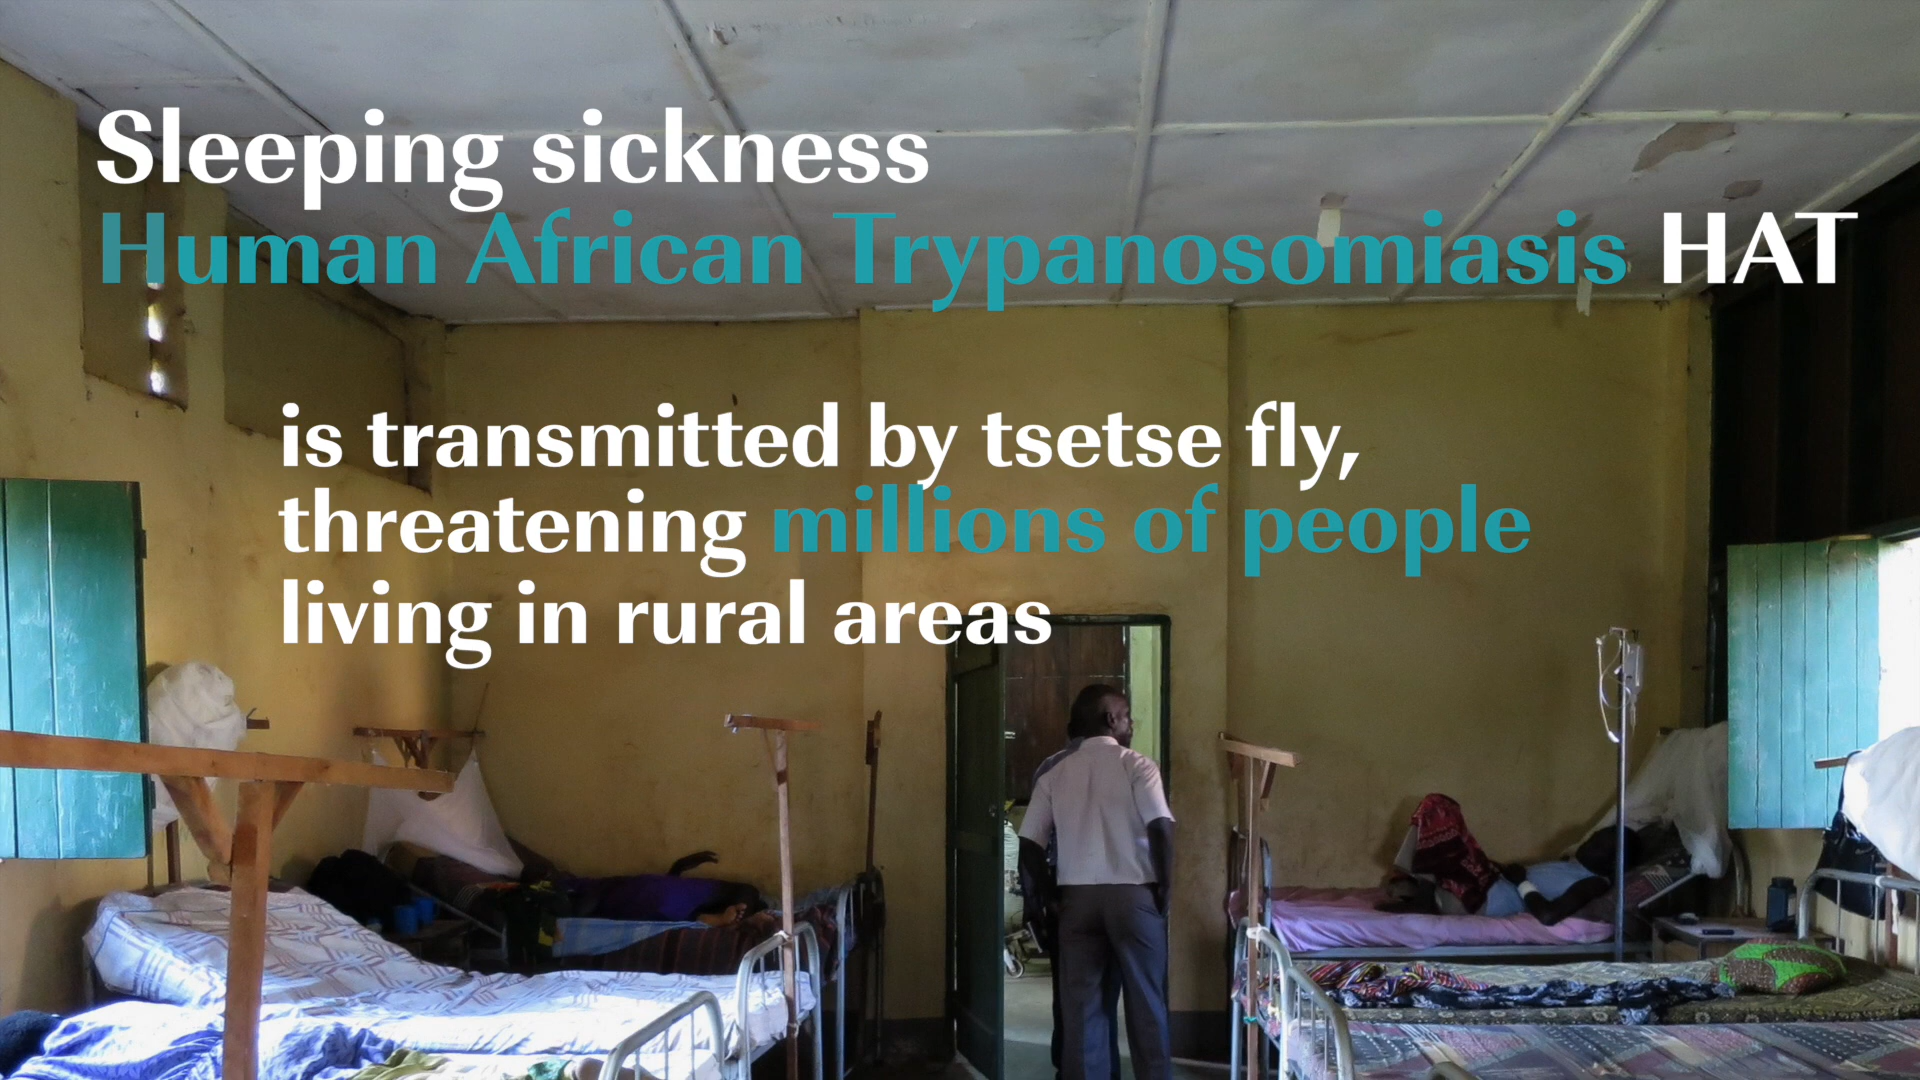 Sleeping sickness
Human African Trypanosomiasis HAT
is transmitted by tsetse fly,
threatening millions of people
living in rural areas